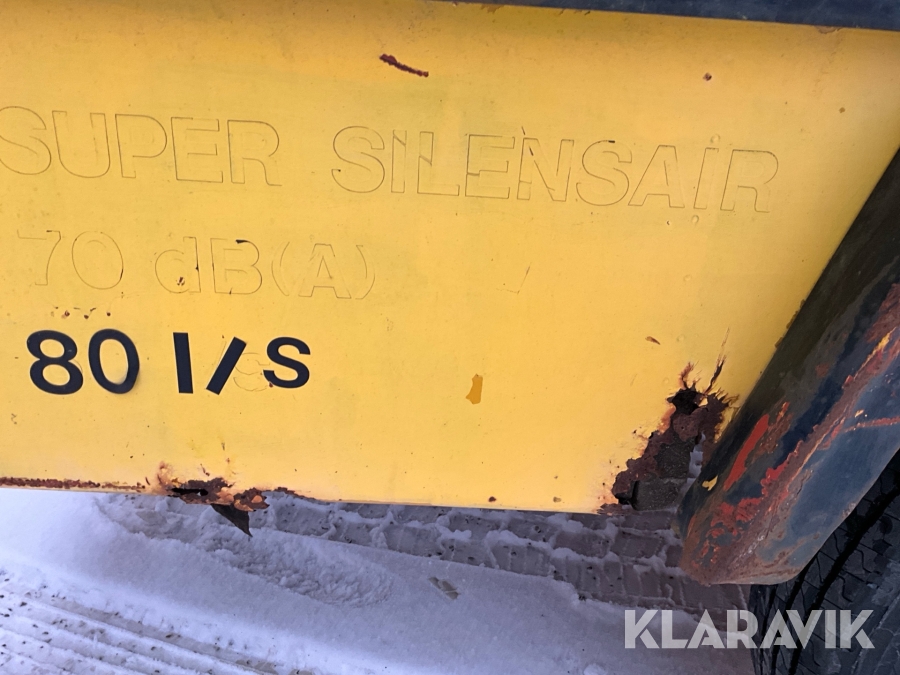 SUPER SILENSAIR
70 dB(A)
80 l/s
KLARAVIK